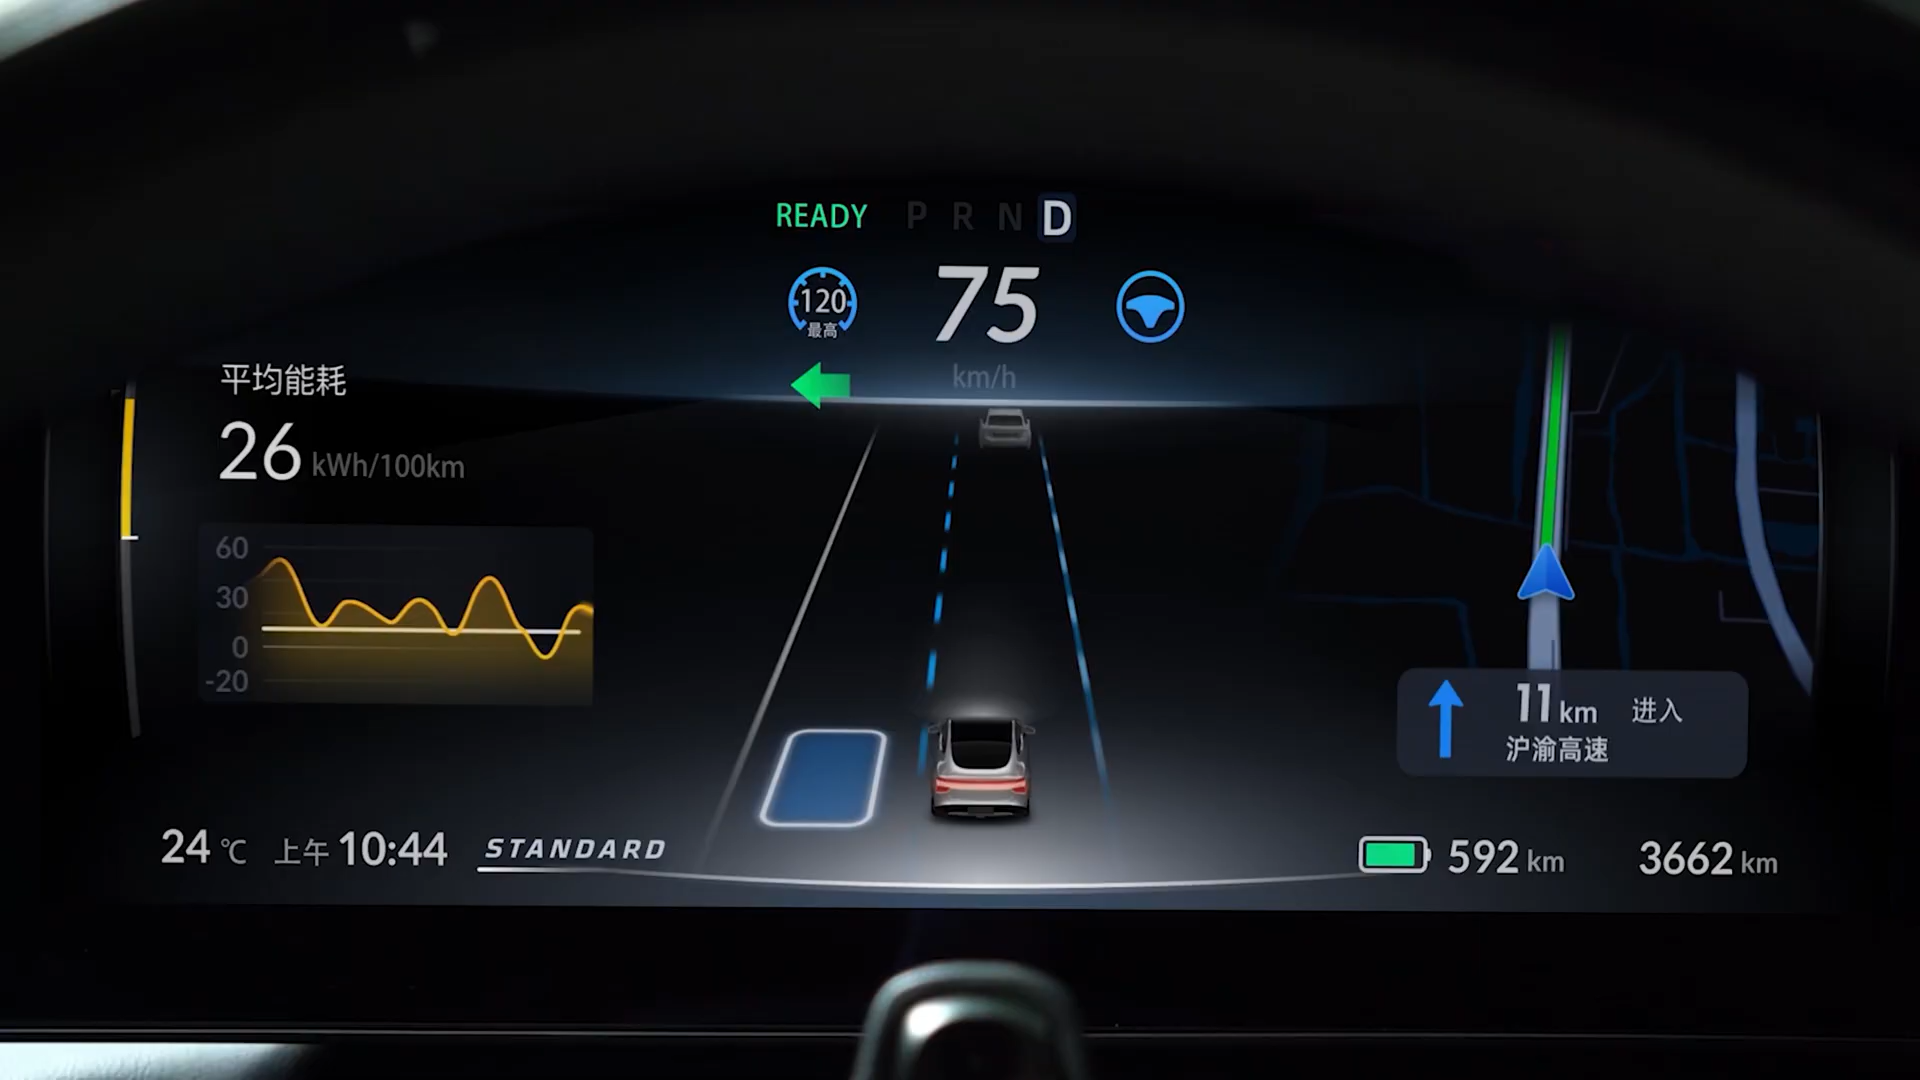 READY P R N D
120
最高
75
km/h
平均能耗
26 kWh/100km
60
30
0
-20
11 km 进入
沪渝高速
24 ℃ 上午 10:44 STANDARD
592 km 3662 km